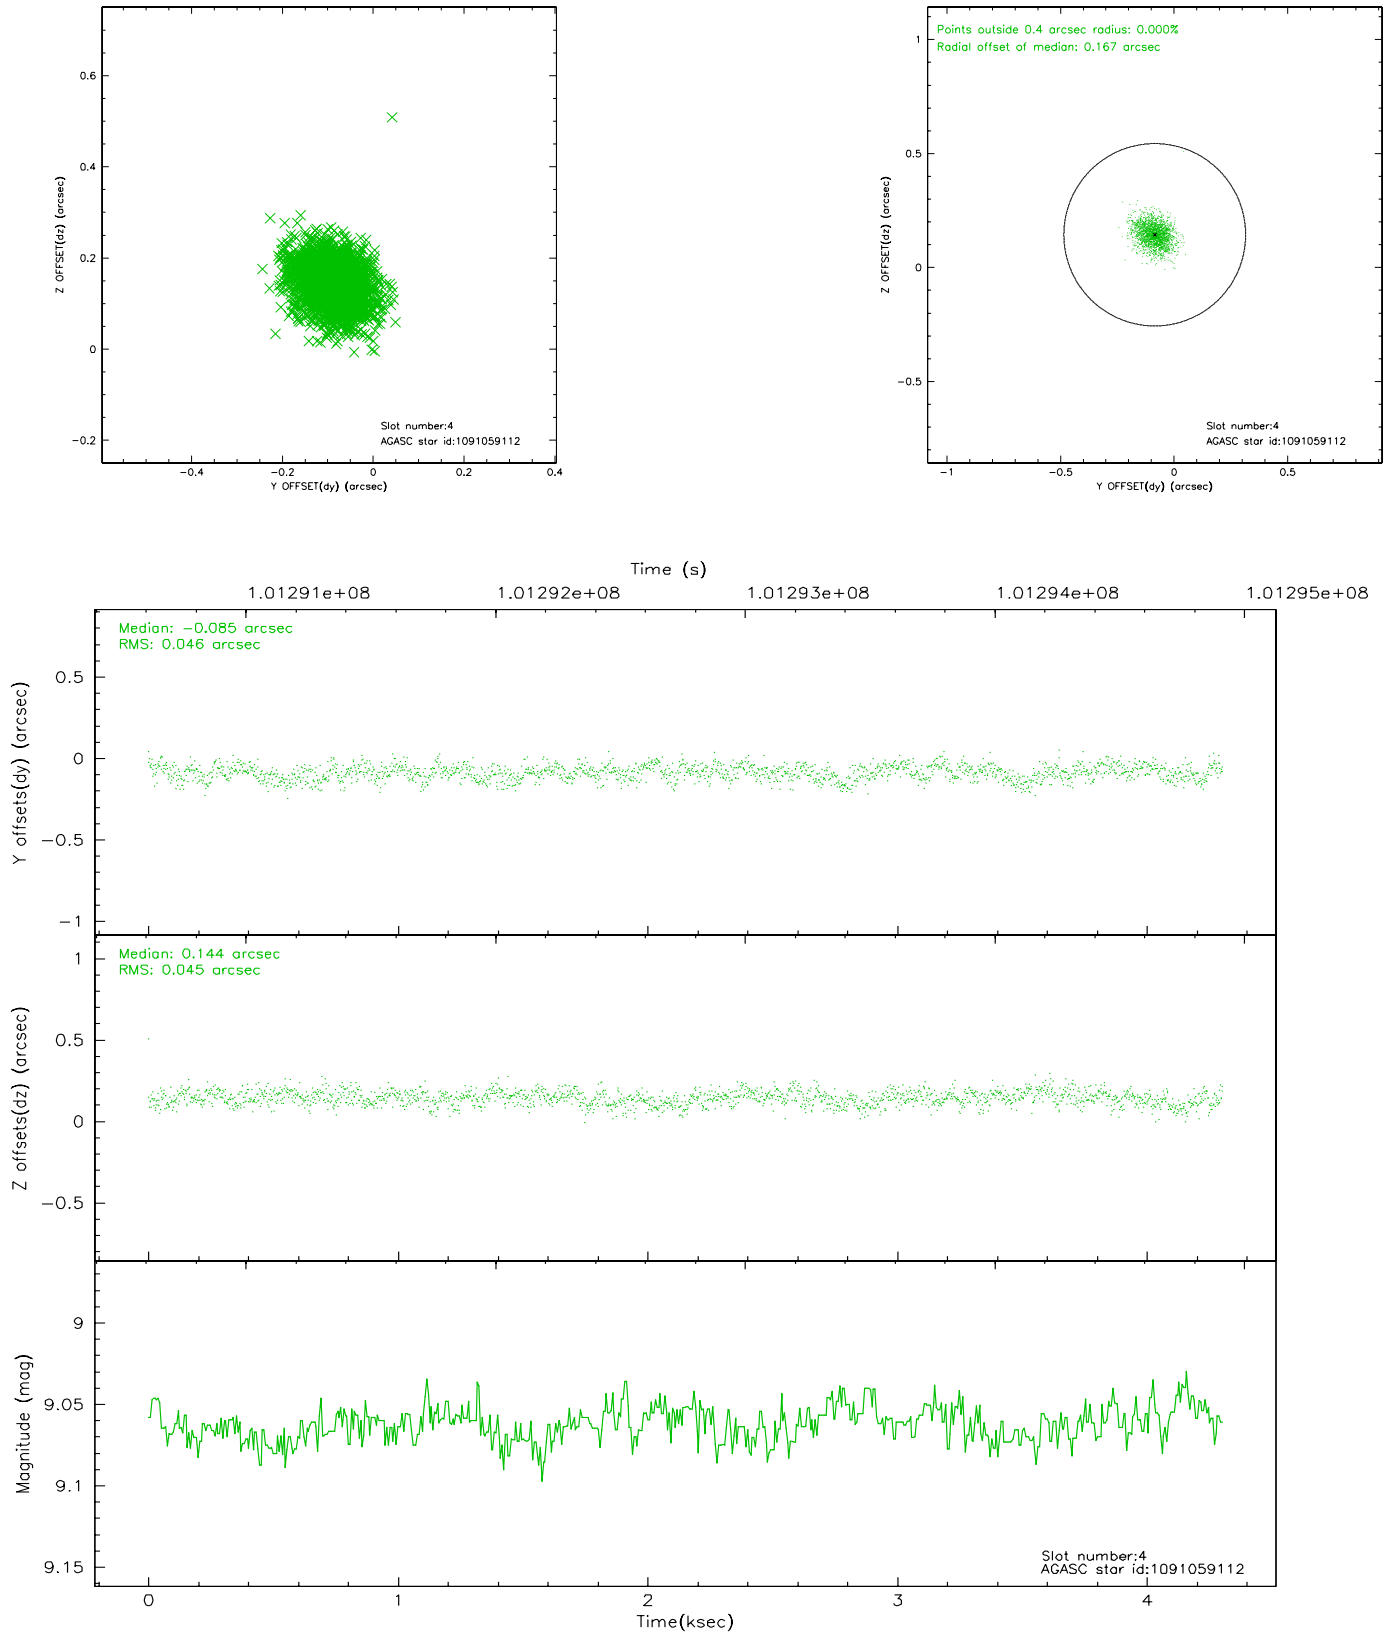 0.6
0.4
0.2
0
−0.2
Z OFFSET(dz) (arcsec)
Slot number:4
AGASC star id:1091059112
−0.4
−0.2
0
0.2
0.4
Y OFFSET(dy) (arcsec)
Points outside 0.4 arcsec radius: 0.000%
Radial offset of median: 0.167 arcsec
1
0.5
0
−0.5
Z OFFSET(dz) (arcsec)
Slot number:4
AGASC star id:1091059112
−1
−0.5
0
0.5
Y OFFSET(dy) (arcsec)
Time (s)
1.01291e+08
1.01292e+08
1.01293e+08
1.01294e+08
1.01295e+08
Median: −0.085 arcsec
RMS: 0.046 arcsec
0.5
0
−0.5
−1
Y offsets(dy) (arcsec)
Median: 0.144 arcsec
RMS: 0.045 arcsec
1
0.5
0
−0.5
Z offsets(dz) (arcsec)
9
9.05
9.1
9.15
Magnitude (mag)
Slot number:4
AGASC star id:1091059112
0
1
2
3
4
Time(ksec)